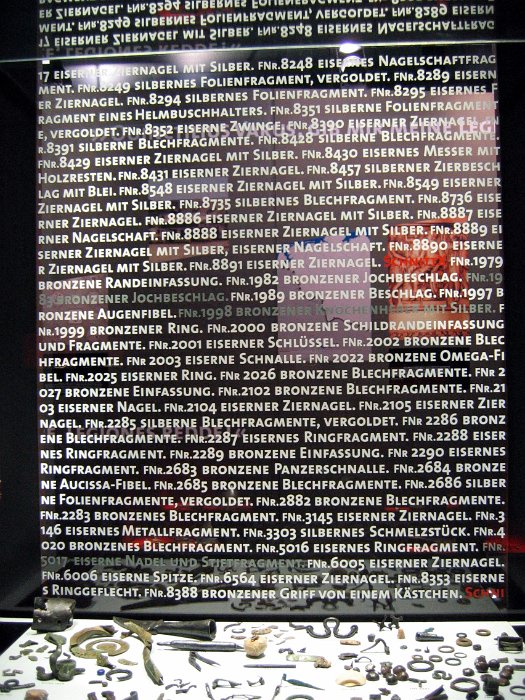 17 eiserner Ziernagel mit Silber. FNr.8248 eisernes Nagelschaftfrag
ment. FNr.8249 silbernes Folienfragment, vergoldet. FNr.8289 eisern
er Ziernagel. FNr.8294 silbernes Folienfragment. FNr.8295 eisernes F
ragment eines Helmbuschhalters. FNr.8351 silberne Folienfragment
e, vergoldet. FNr.8352 eiserne Zwinge. FNr.8390 eiserner Ziernagel. FN
r.8391 silberne Blechfragmente. FNr.8428 silberne Blechfragmente.
FNr.8429 eiserner Ziernagel mit Silber. FNr.8430 eisernes Messer mit
Holzresten. FNr.8431 eiserner Ziernagel. FNr.8457 silberner Zierbesch
lag mit Blei. FNr.8548 eiserner Ziernagel mit Silber. FNr.8549 eiserner
Ziernagel mit Silber. FNr.8735 silbernes Blechfragment. FNr.8736 eise
rner Ziernagel. FNr.8886 eiserner Ziernagel mit Silber. FNr.8887 eise
rner Nagelschaft. FNr.8888 eiserner Ziernagel mit Silber. FNr.8889 ei
serner Ziernagel mit Silber, eiserner Nagelschaft. FNr.8890 eiserne
r Ziernagel mit Silber. FNr.8891 eiserner Ziernagel. FNr.1979
bronzene Randeinfassung. FNr.1982 bronzener Jochbeschlag. FNr.19
83 bronzener Jochbeschlag. FNr.1989 bronzener Beschlag. FNr.1997 b
ronzene Augenfibel. FNr.1998 bronzener Knochenheber mit Silber. F
Nr.1999 bronzener Ring. FNr.2000 bronzene Schildrandeinfassung
und Fragmente. FNr.2001 eiserner Schlüssel. FNr.2002 bronzene Blec
hfragmente. FNr 2003 eiserne Schnalle. FNr 2022 bronzene Omega-Fi
bel. FNr.2025 eiserner Ring. FNr 2026 bronzene Blechfragmente. FNr 2
027 bronzene Einfassung. FNr.2102 bronzene Blechfragmente. FNr.21
03 eiserner Nagel. FNr.2104 eiserner Ziernagel. FNr.2105 eiserner Zier
nagel. FNr.2285 silberne Folienfragmente, vergoldet. FNr 2286 bronz
ene Blechfragmente. FNr.2287 eisernes Ringfragment. FNr.2288 eiser
nes Ringfragment. FNr.2289 bronzene Einfassung. FNr 2290 eisernes
Ringfragment. FNr.2683 bronzene Panzerschnalle. FNr.2684 bronze
ne Aucissa-Fibel. FNr.2685 bronzene Blechfragmente. FNr.2686 silber
ne Folienfragmente, vergoldet. FNr.2882 bronzene Blechfragmente.
FNr.2283 bronzenes Blechfragment. FNr.3145 eiserner Ziernagel. FNr.3
146 eisernes Metallfragment. FNr.3303 silbernes Schmelzstück. FNr.4
020 bronzenes Blechfragment. FNr.5016 eisernes Ringfragment. FNr.
5017 eiserne Nadel und Stiftfragment. FNr.6005 eiserner Ziernagel.
FNr.6006 eiserne Spitze. FNr.6564 eiserner Ziernagel. FNr.8353 eiserne
s Ringgeflecht. FNr.8388 bronzener Griff von einem Kästchen.